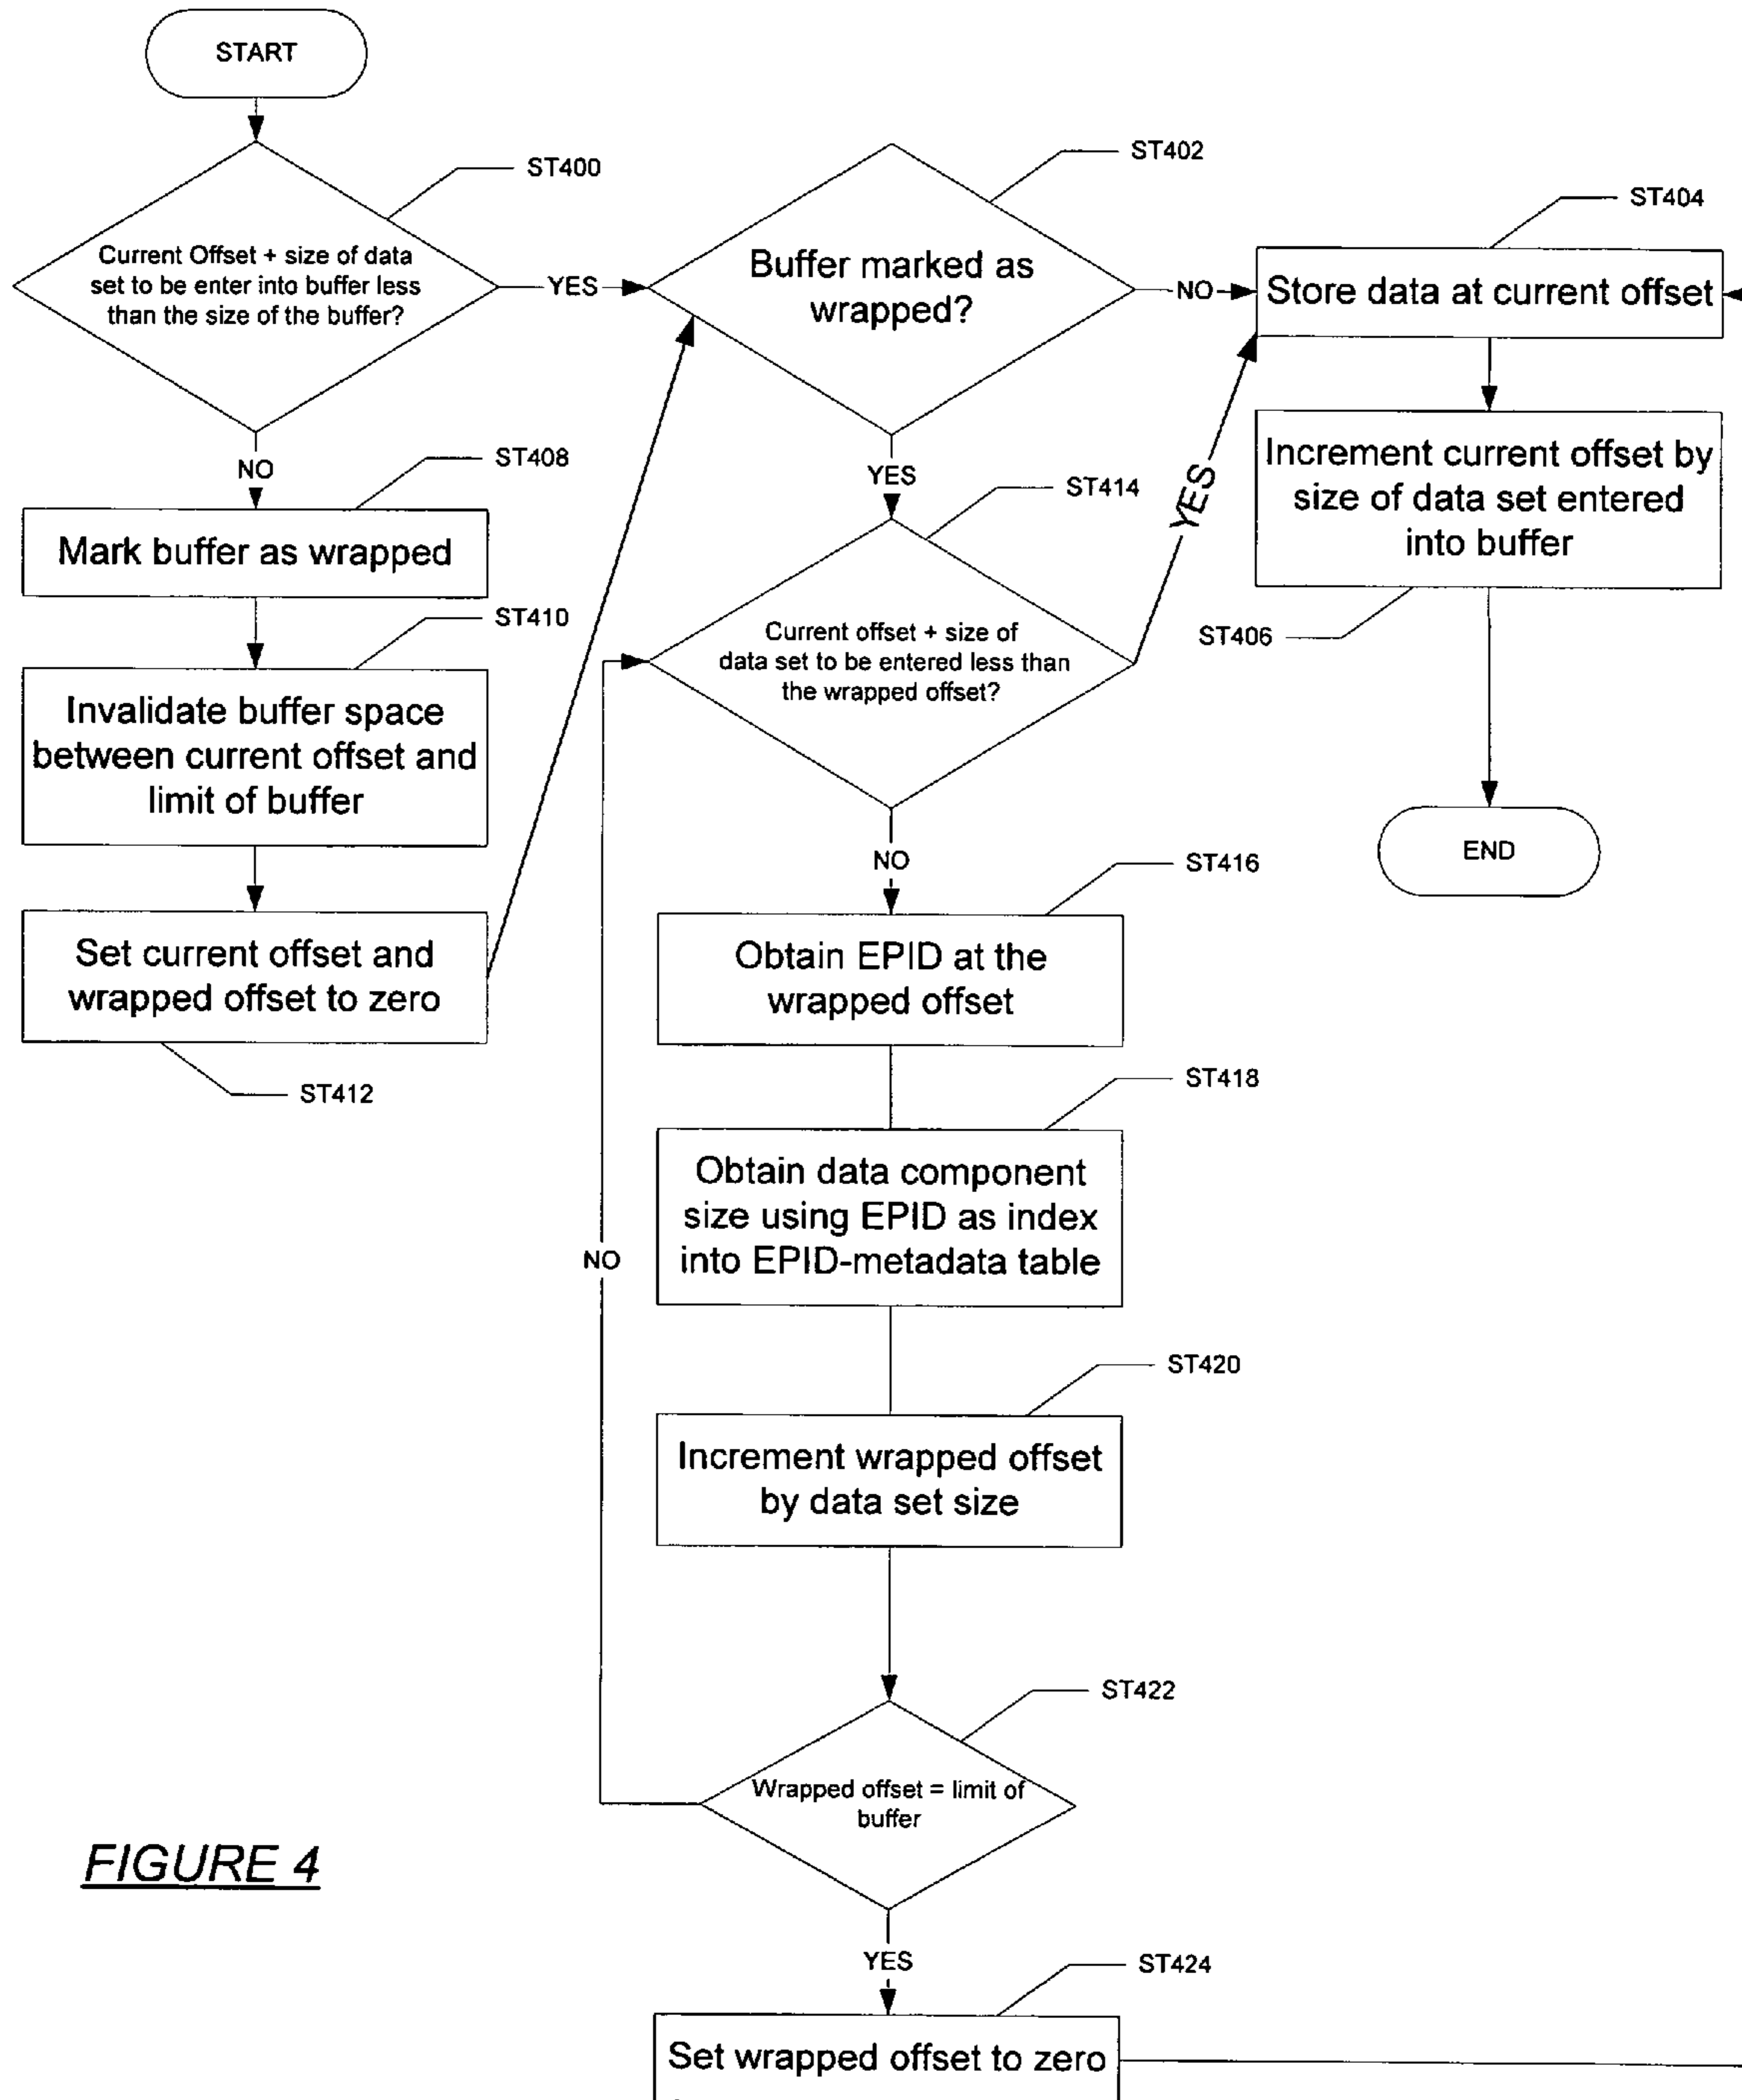 START
ST400
Current Offset + size of data
set to be enter into buffer less
than the size of the buffer?
YES
NO
ST402
Buffer marked as
wrapped?
NO
YES
ST404
Store data at current offset
Increment current offset by
size of data set entered
into buffer
ST406
END
ST408
Mark buffer as wrapped
ST410
Invalidate buffer space
between current offset and
limit of buffer
Set current offset and
wrapped offset to zero
ST412
ST414
Current offset + size of
data set to be entered less than
the wrapped offset?
YES
NO
ST416
Obtain EPID at the
wrapped offset
ST418
Obtain data component
size using EPID as index
into EPID-metadata table
NO
ST420
Increment wrapped offset
by data set size
ST422
Wrapped offset = limit of
buffer
YES
ST424
Set wrapped offset to zero
FIGURE 4